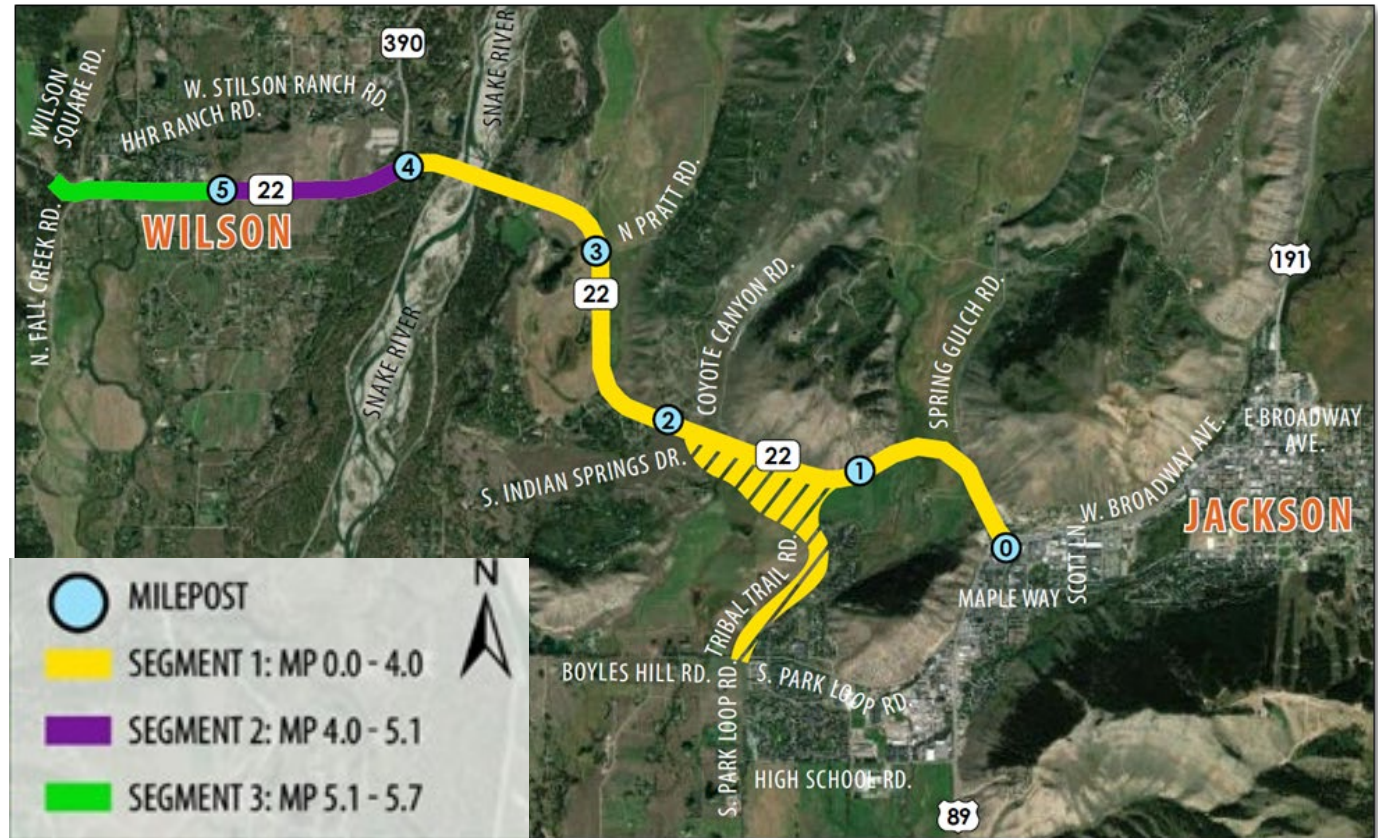 390
SNAKE RIVER
WILSON
SQUARE RD.
W. STILSON RANCH RD.
HHR RANCH RD.
4
5
22
WILSON
N PRATT RD.
3
22
191
N. FALL CREEK RD.
SNAKE RIVER
COYOTE CANYON RD.
SPRING GULCH RD.
2
22
1
S. INDIAN SPRINGS DR.
E BROADWAY
AVE.
W. BROADWAY AVE.
JACKSON
0
SCOTT LN
MAPLE WAY
TRIBAL TRAIL RD.
BOYLES HILL RD.
S. PARK LOOP RD.
S. PARK LOOP RD.
HIGH SCHOOL RD.
89
N
MILEPOST
SEGMENT 1: MP 0.0 - 4.0
SEGMENT 2: MP 4.0 - 5.1
SEGMENT 3: MP 5.1 - 5.7